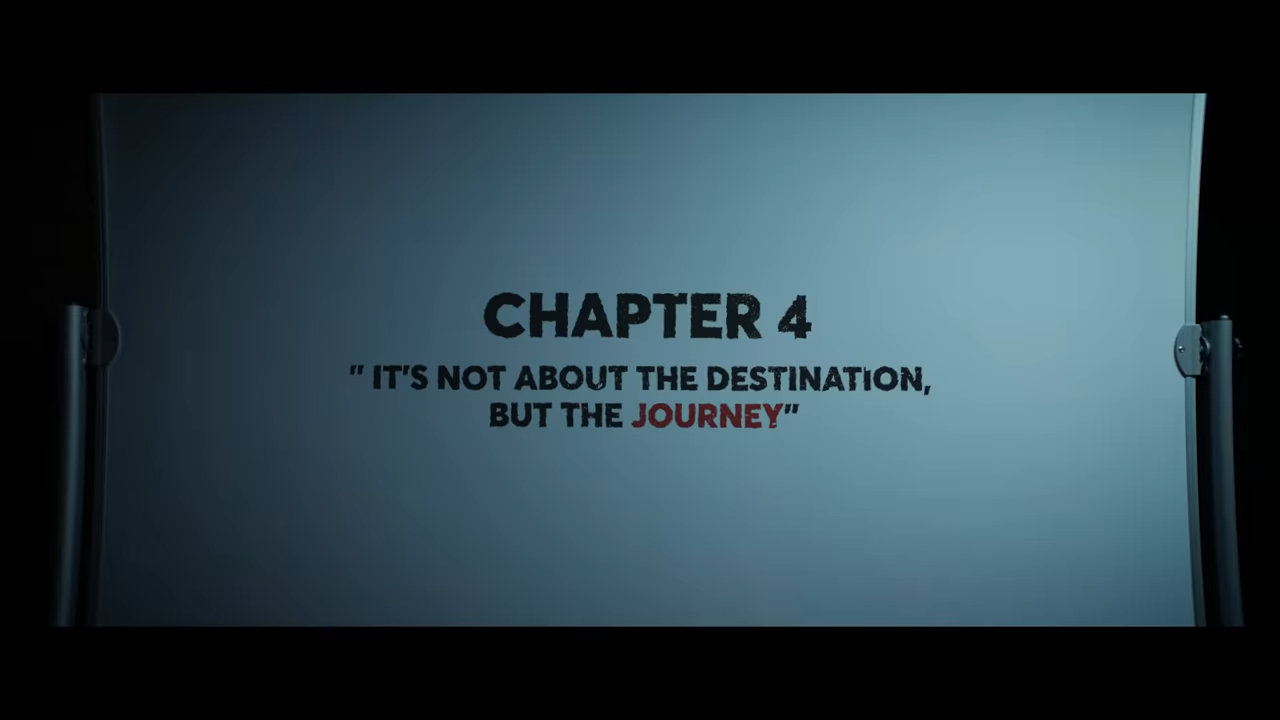 CHAPTER 4
" IT'S NOT ABOUT THE DESTINATION,
BUT THE JOURNEY"